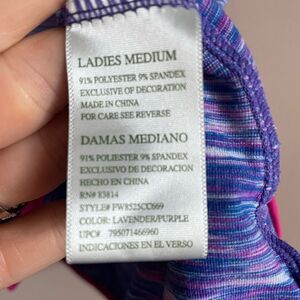 LADIES MEDIUM
91% POLYESTER 9% SPANDEX
EXCLUSIVE OF DECORATION
MADE IN CHINA
FOR CARE SEE REVERSE
DAMAS MEDIANO
91% POLYESTER 9% SPANDEX
EXCLUSIVO DE DECORACION
HECHO EN CHINA
RN# 83814
STYLE# FW8525CC669
COLOR: LAVENDER/PURPLE
UPC# 795071466960
INDICACIONES EN EL VERSO